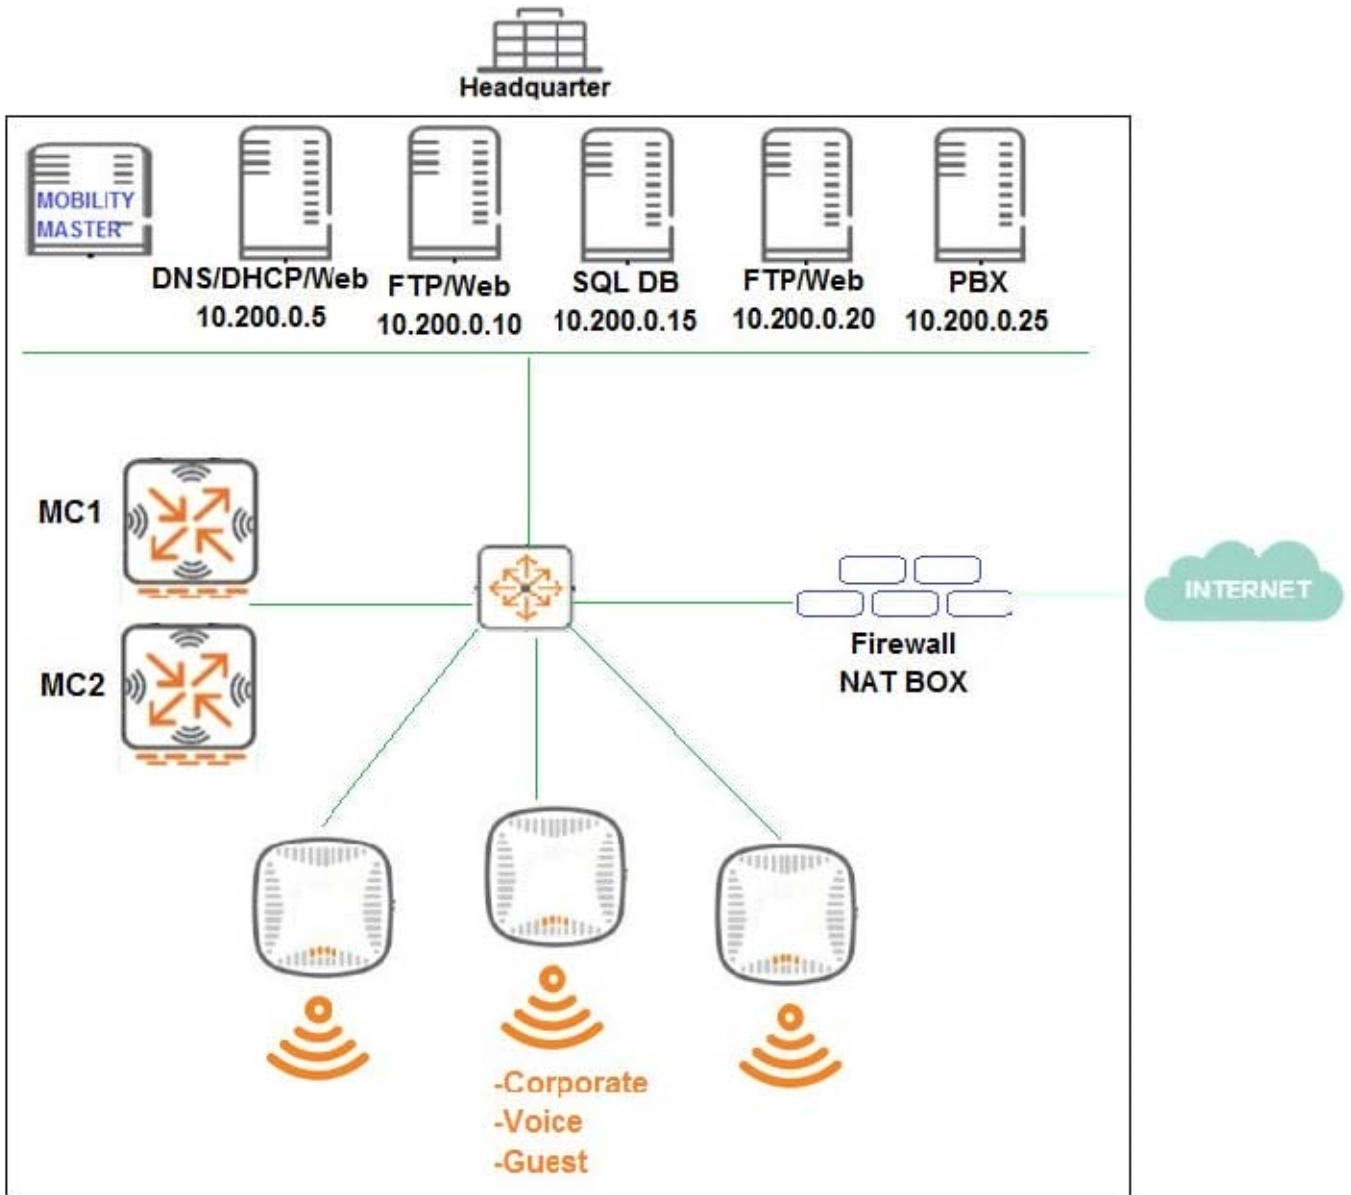 Headquarter
MOBILITY
MASTER
DNS/DHCP/Web
10.200.0.5
FTP/Web
10.200.0.10
SQL DB
10.200.0.15
FTP/Web
10.200.0.20
PBX
10.200.0.25
MC1
MC2
Firewall
NAT BOX
INTERNET
-Corporate
-Voice
-Guest